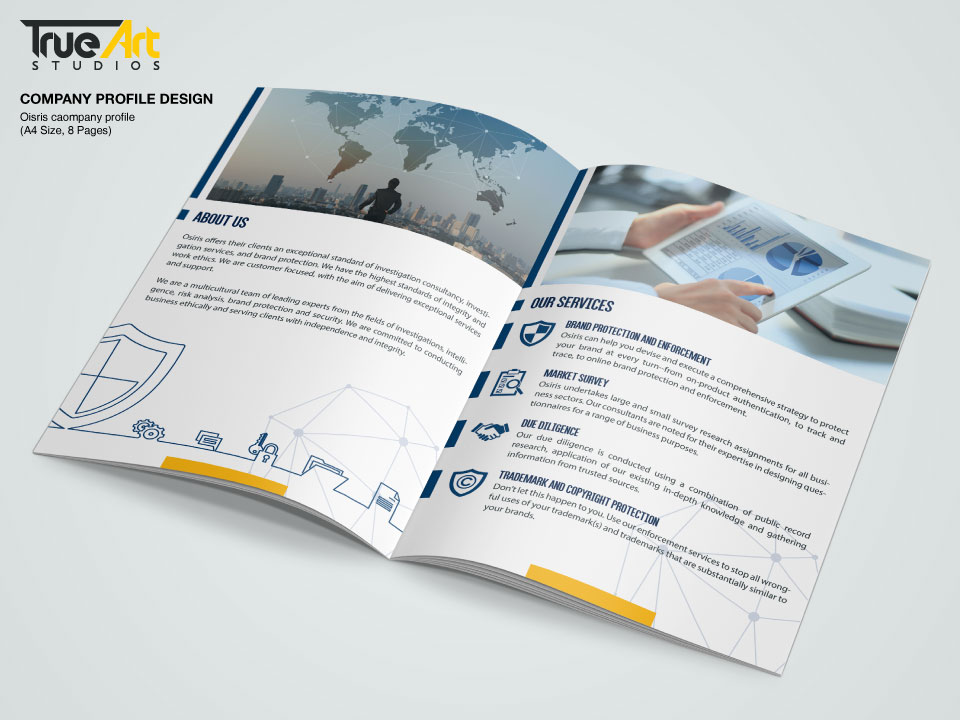 TrueArt
STUDIOS
COMPANY PROFILE DESIGN
Oisris caompany profile
(A4 Size, 8 Pages)
ABOUT US
Osiris offers their clients an exceptional standard of investigation consultancy, investi-
gation services, and brand protection. We have the highest standards of integrity and
work ethics. We are customer focused, with the aim of delivering exceptional services
and support.
We are a multicultural team of leading experts from the fields of investigations, intelli-
gence, risk analysis, brand protection and security. We are committed to conducting
business ethically and serving clients with independence and integrity.
OUR SERVICES
BRAND PROTECTION AND ENFORCEMENT
Osiris can help you devise and execute a comprehensive strategy to protect
your brand at every turn--from on-product authentication, to track and
trace, to online brand protection and enforcement.
MARKET SURVEY
Osiris undertakes large and small survey research assignments for all busi-
ness sectors. Our consultants are noted for their expertise in designing ques-
tionnaires for a range of business purposes.
DUE DILIGENCE
Our due diligence is conducted using a combination of public record
research, application of our existing in-depth knowledge and gathering
information from trusted sources.
TRADEMARK AND COPYRIGHT PROTECTION
Don't let this happen to you. Use our enforcement services to stop all wrong-
ful uses of your trademark(s) and trademarks that are substantially similar to
your brands.